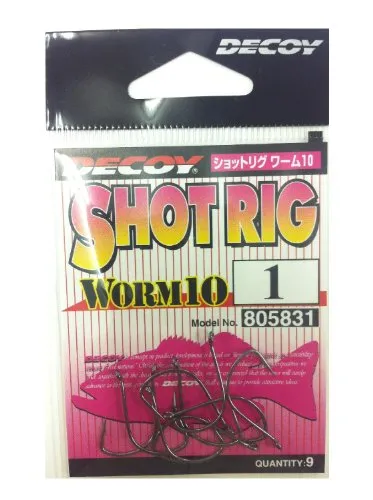 DECOY
DECOY®
ショットリグ ワーム10
SHOT RIG
WORM10
1
Model No. 805831
DECOY
DECOY
QUANTITY:9